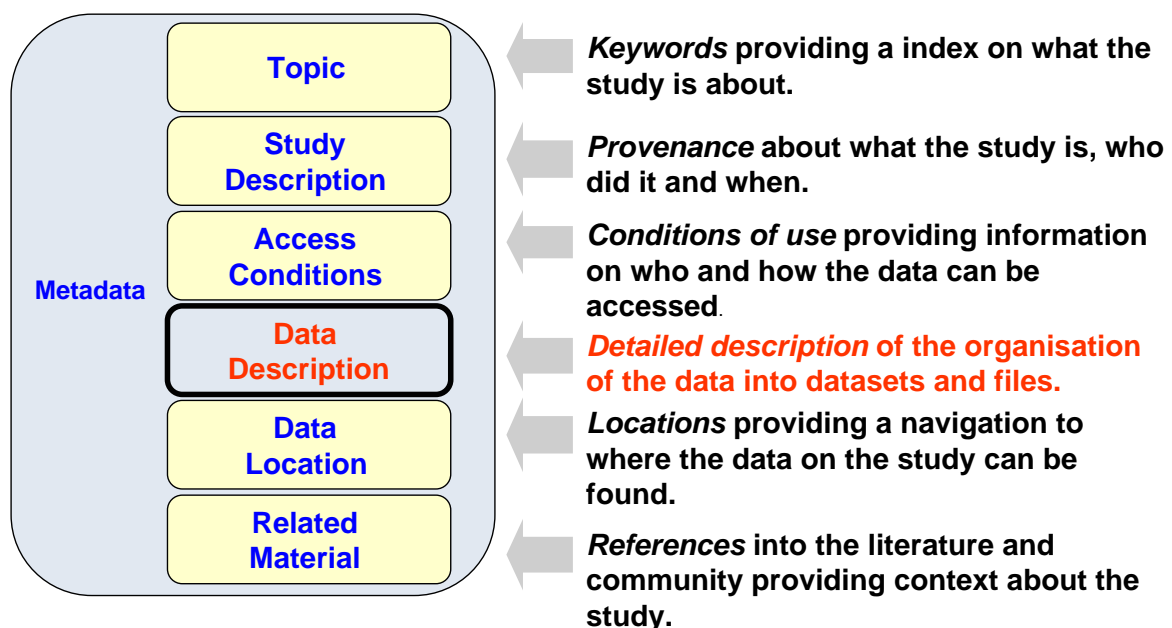 Topic
Keywords providing a index on what the
study is about.
Study
Description
Provenance about what the study is, who
did it and when.
Access
Conditions
Conditions of use providing information
on who and how the data can be
accessed.
Metadata
Data
Description
Detailed description of the organisation
of the data into datasets and files.
Data
Location
Locations providing a navigation to
where the data on the study can be
found.
Related
Material
References into the literature and
community providing context about the
study.